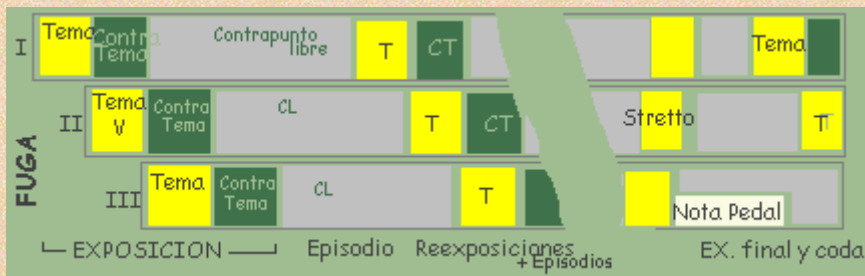 FUGA
I
Tema
Contra
Tema
Contrapunto
libre
T
CT
Tema
II
Tema
V
Contra
Tema
CL
T
CT
Stretto
T
T
III
Tema
Contra
Tema
CL
T
Nota Pedal
EXPOSICION
Episodio
Reexposiciones
+ Episodios
EX. final y coda